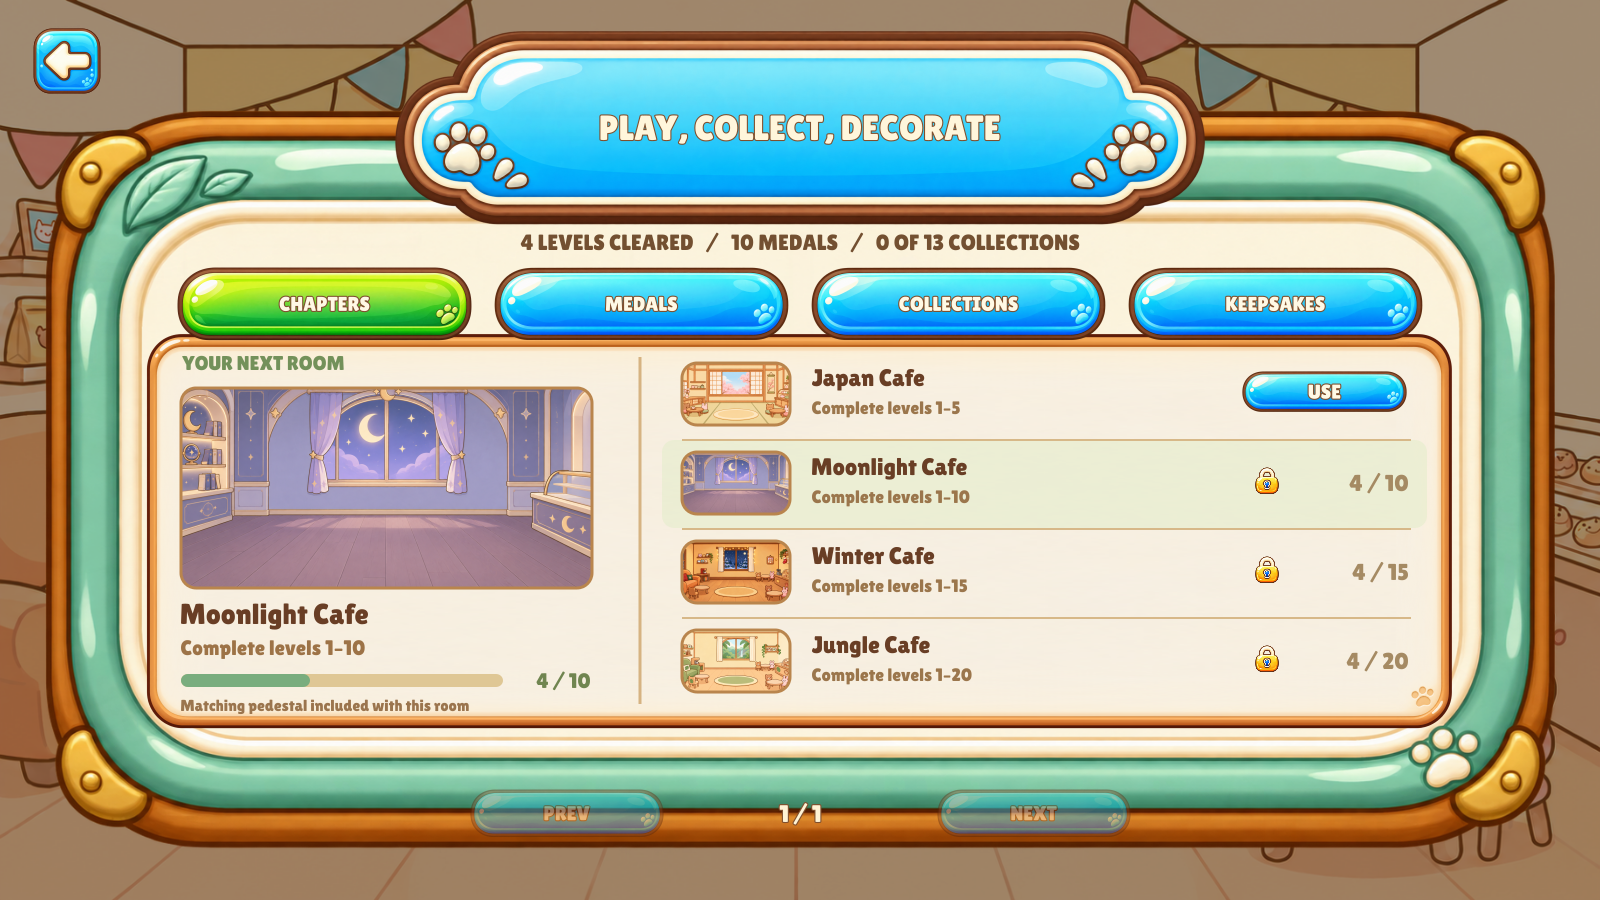 PLAY, COLLECT, DECORATE
4 LEVELS CLEARED / 10 MEDALS / 0 OF 13 COLLECTIONS
CHAPTERS
MEDALS
COLLECTIONS
KEEPSAKES
YOUR NEXT ROOM
Moonlight Cafe
Complete levels 1-10
4 / 10
Matching pedestal included with this room
Japan Cafe
Complete levels 1-5
USE
Moonlight Cafe
Complete levels 1-10
4 / 10
Winter Cafe
Complete levels 1-15
4 / 15
Jungle Cafe
Complete levels 1-20
4 / 20
PREV
1 / 1
NEXT